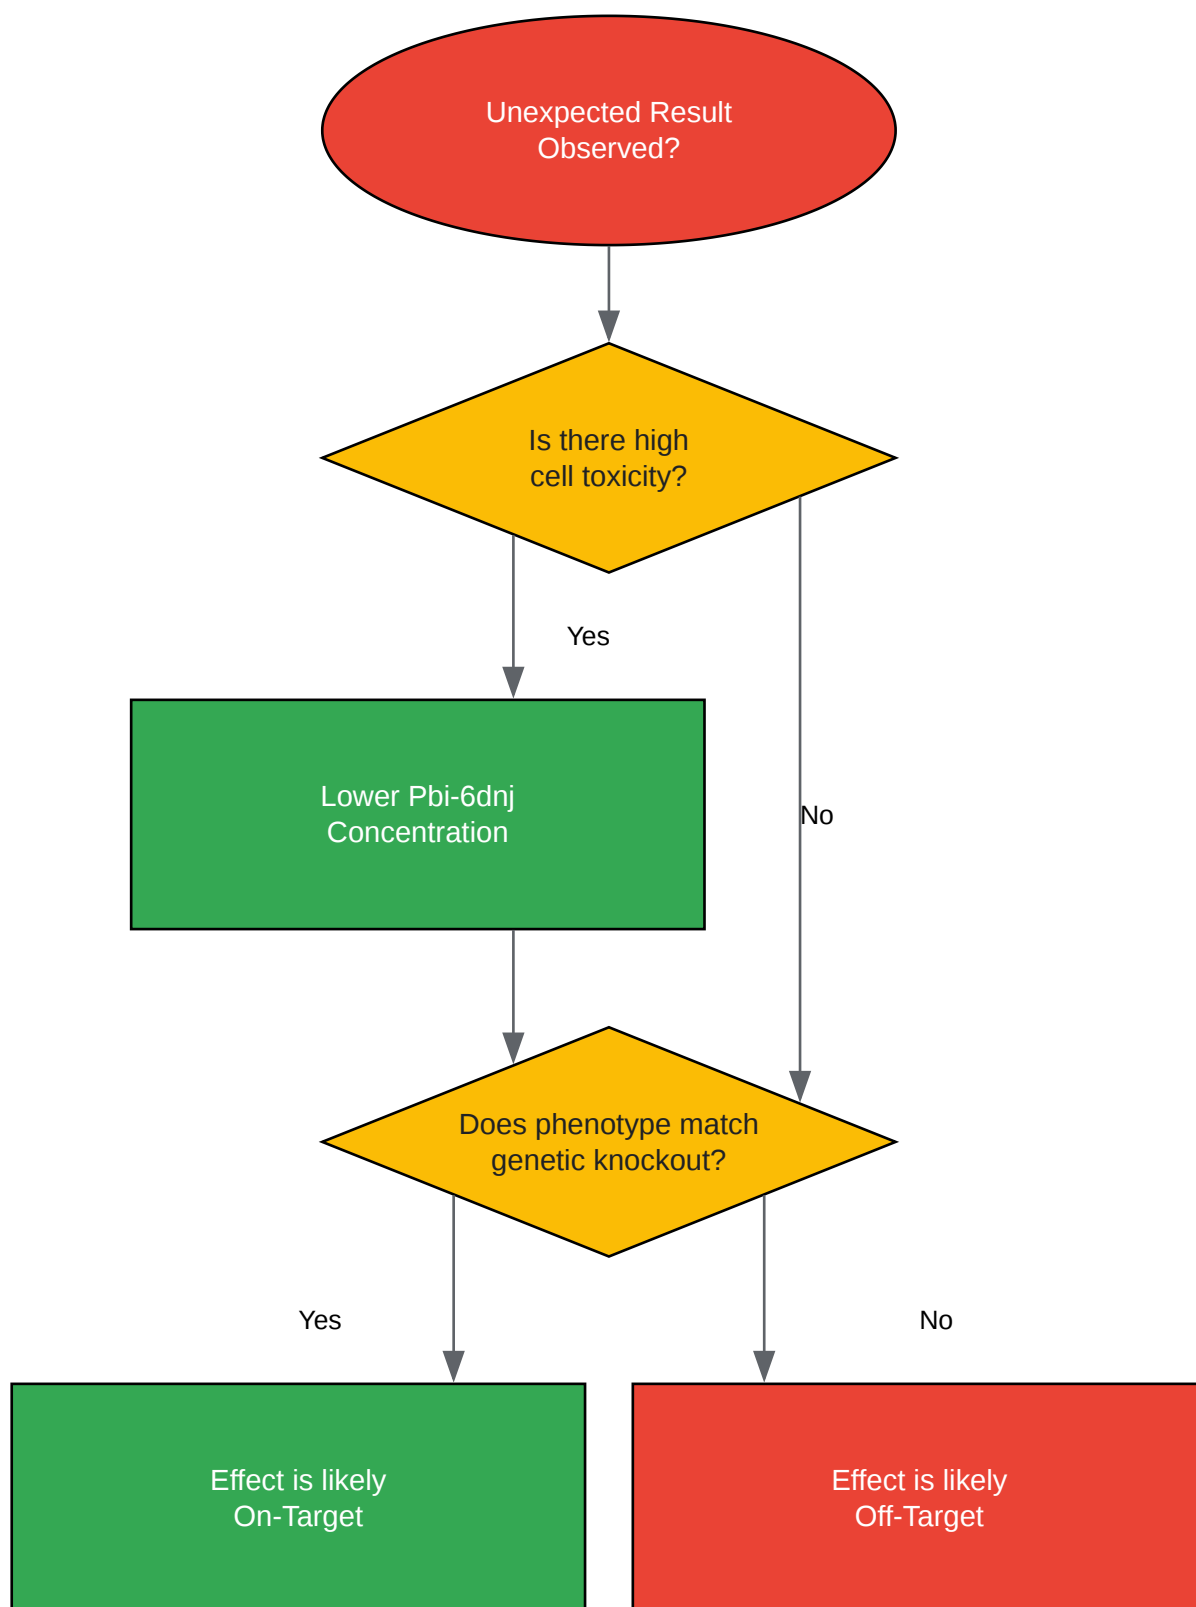 Unexpected Result
Observed?
Is there high
cell toxicity?
Yes
Lower Pbi-6dnj
Concentration
No
Does phenotype match
genetic knockout?
Yes
No
Effect is likely
On-Target
Effect is likely
Off-Target